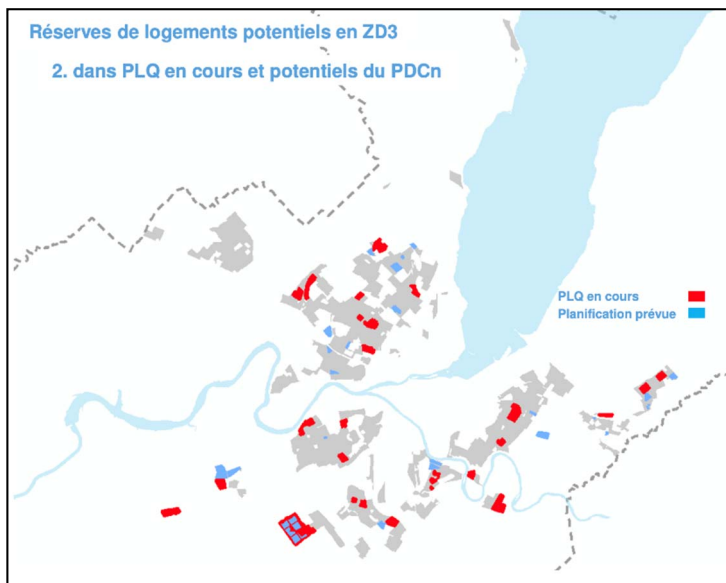 Réserves de logements potentiels en ZD3
2. dans PLQ en cours et potentiels du PDCn
PLQ en cours
Planification prévue